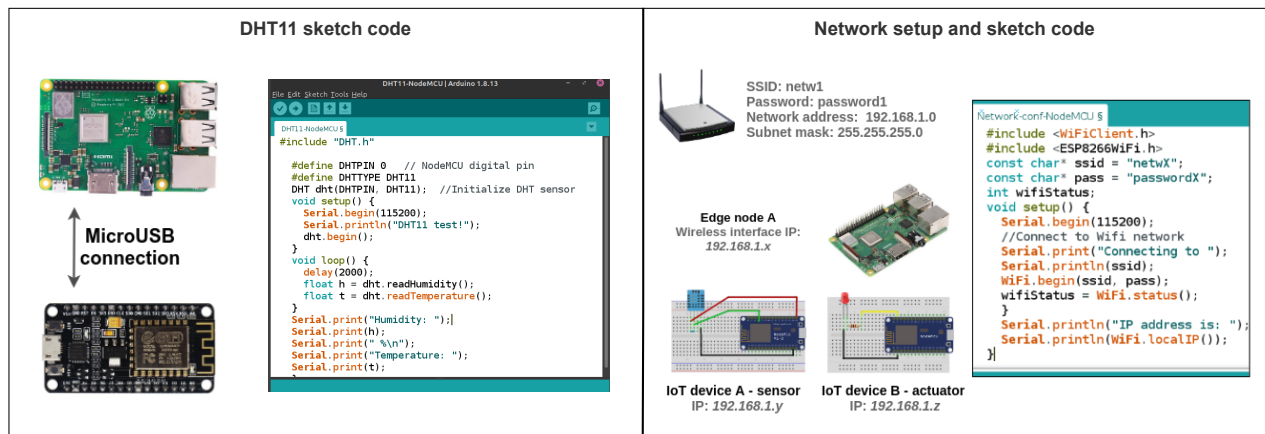 DHT11 sketch code
MicroUSB
connection
DHT11-NodeMCU | Arduino 1.8.13
File Edit Sketch Tools Help
DHT11-NodeMCU §
#include "DHT.h"
#define DHTPIN 0   // NodeMCU digital pin
#define DHTTYPE DHT11
DHT dht(DHTPIN, DHT11);  //Initialize DHT sensor
void setup() {
Serial.begin(115200);
Serial.println("DHT11 test!");
dht.begin();
}
void loop() {
delay(2000);
float h = dht.readHumidity();
float t = dht.readTemperature();
}
Serial.print("Humidity: ");
Serial.print(h);
Serial.print(" %\n");
Serial.print("Temperature: ");
Serial.print(t);
Network setup and sketch code
SSID: netw1
Password: password1
Network address:  192.168.1.0
Subnet mask: 255.255.255.0
Edge node A
Wireless interface IP:
192.168.1.x
IoT device A - sensor
IP: 192.168.1.y
IoT device B - actuator
IP: 192.168.1.z
Network-conf-NodeMCU §
#include <WiFiClient.h>
#include <ESP8266WiFi.h>
const char* ssid = "netwX";
const char* pass = "passwordX";
int wifiStatus;
void setup() {
Serial.begin(115200);
//Connect to Wifi network
Serial.print("Connecting to ");
Serial.println(ssid);
WiFi.begin(ssid, pass);
wifiStatus = WiFi.status();
}
Serial.println("IP address is: ");
Serial.println(WiFi.localIP());
}